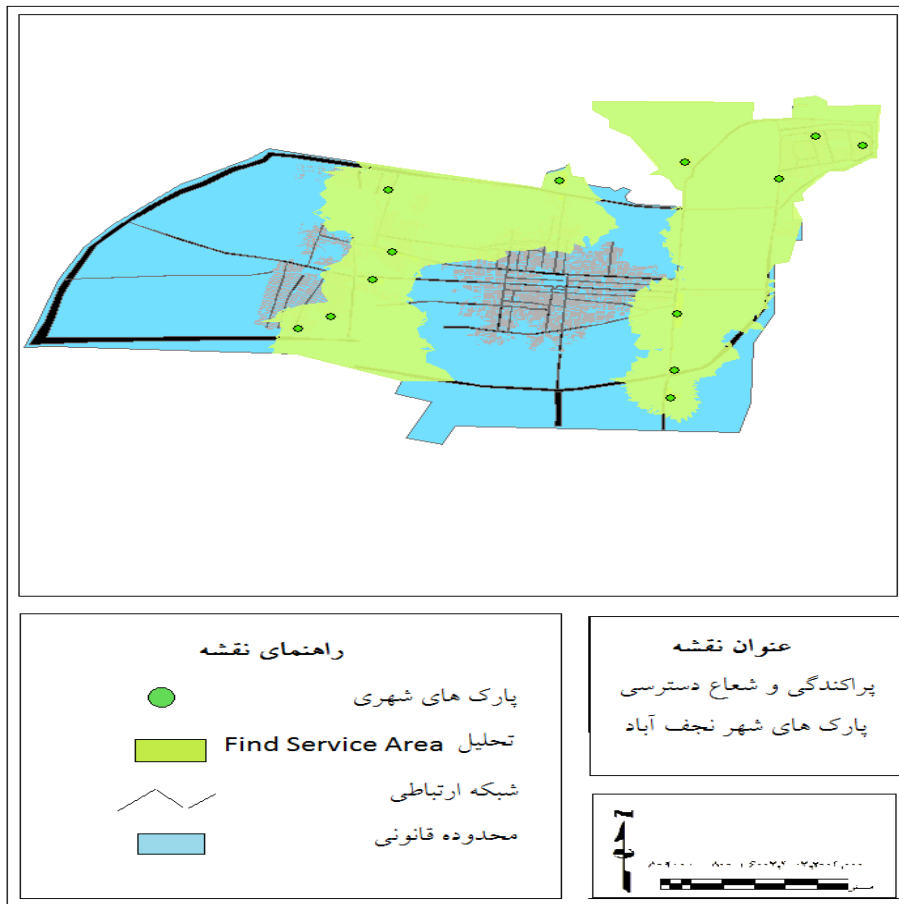 راهنمای نقشه
پارک های شهری
تحلیل Find Service Area
شبکه ارتباطی
محدوده قانونی
عنوان نقشه
پراکندگی و شعاع دسترسی
پارک های شهر نجف آباد